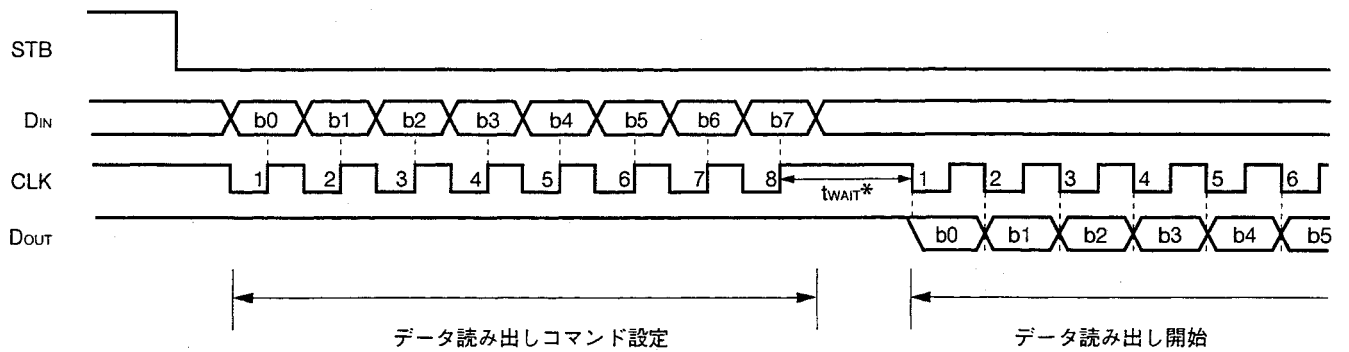 STB
DIN b0 b1 b2 b3 b4 b5 b6 b7
CLK 1 2 3 4 5 6 7 8 tWAIT* 1 2 3 4 5 6
DOUT b0 b1 b2 b3 b4 b5
データ読み出しコマンド設定 データ読み出し開始